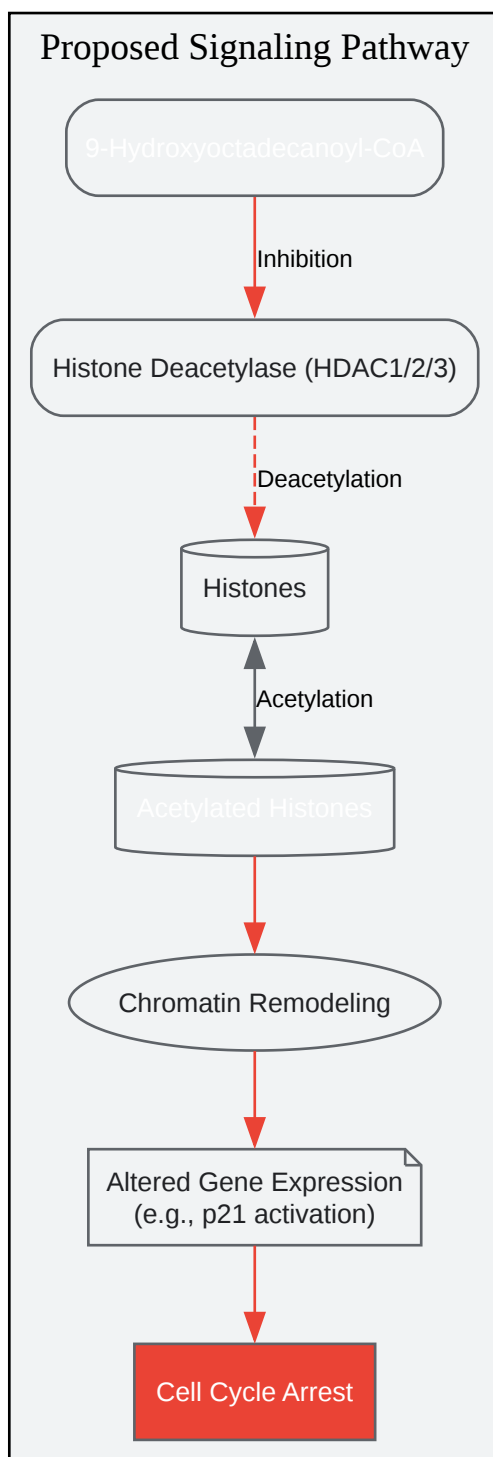 Proposed Signaling Pathway
9-Hydroxyoctadecanoyl-CoA
Inhibition
Histone Deacetylase (HDAC1/2/3)
Deacetylation
Histones
Acetylation
Acetylated Histones
Chromatin Remodeling
Altered Gene Expression
(e.g., p21 activation)
Cell Cycle Arrest